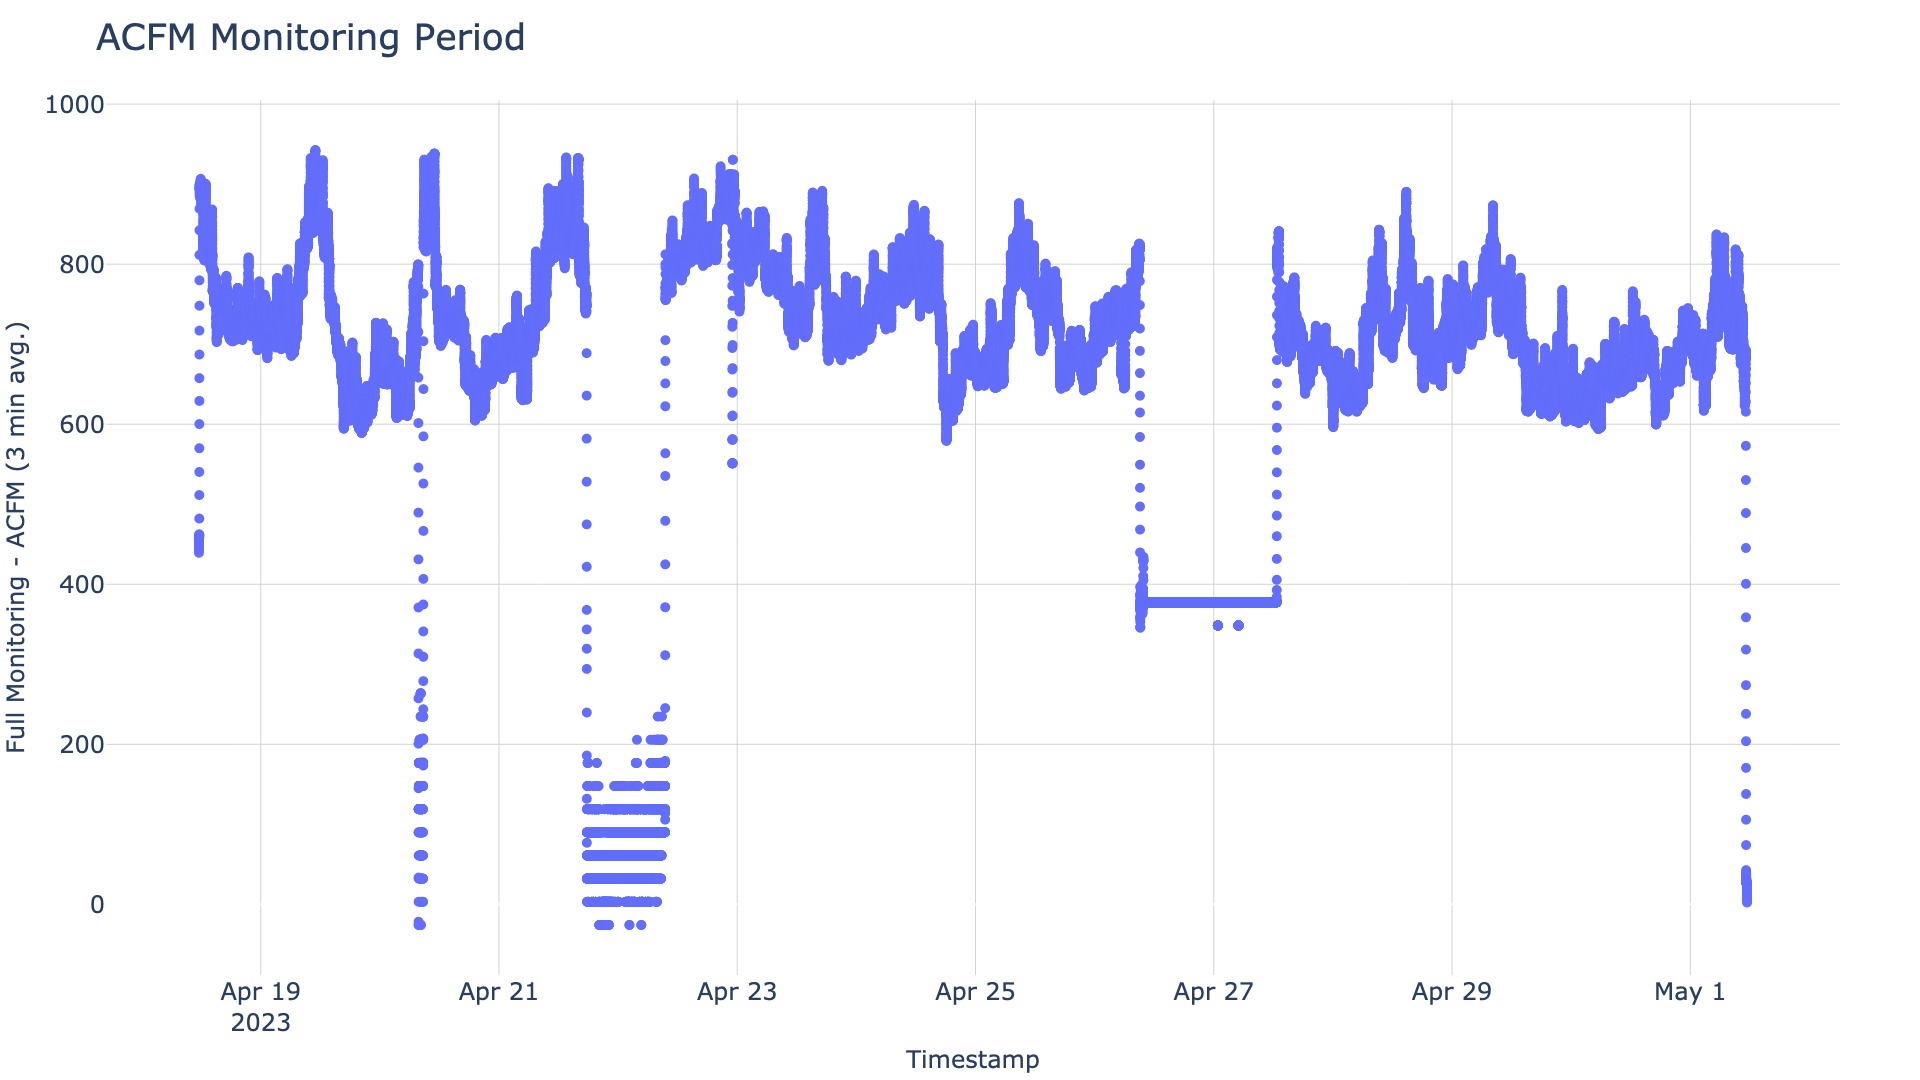 ACFM Monitoring Period
Full Monitoring - ACFM (3 min avg.)
1000
800
600
400
200
0
Apr 19
2023
Apr 21
Apr 23
Apr 25
Apr 27
Apr 29
May 1
Timestamp